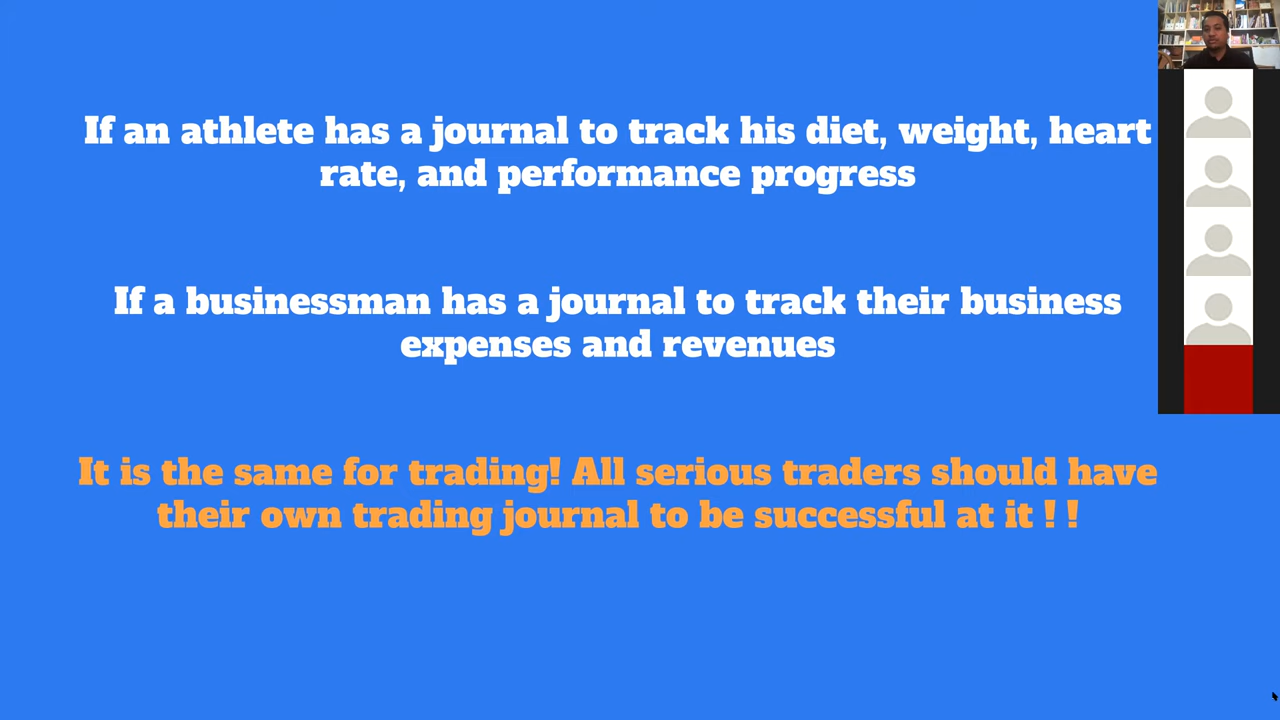 If an athlete has a journal to track his diet, weight, heart
rate, and performance progress
If a businessman has a journal to track their business
expenses and revenues
It is the same for trading! All serious traders should have
their own trading journal to be successful at it ! !